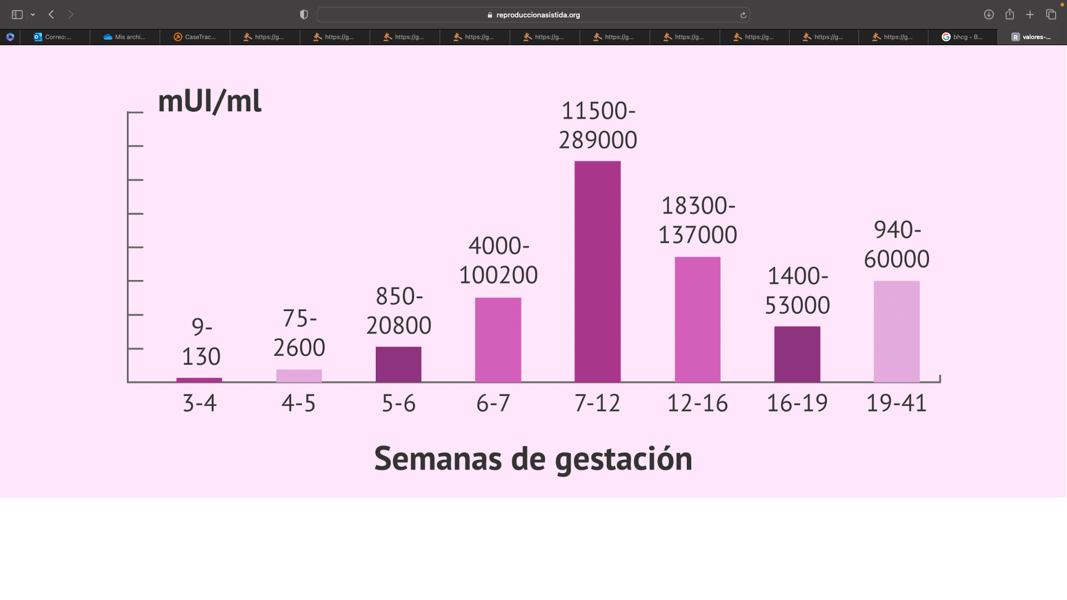 reproduccionasistida.org
Correo:...
Mis archi...
CaseTrac...
https://g...
https://g...
https://g...
https://g...
https://g...
https://g...
https://g...
https://g...
https://g...
https://g...
bhcg - B...
valores-...
mUI/ml
11500-
289000
18300-
137000
940-
60000
4000-
100200
1400-
53000
850-
20800
75-
2600
9-
130
3-4 4-5 5-6 6-7 7-12 12-16 16-19 19-41
Semanas de gestación